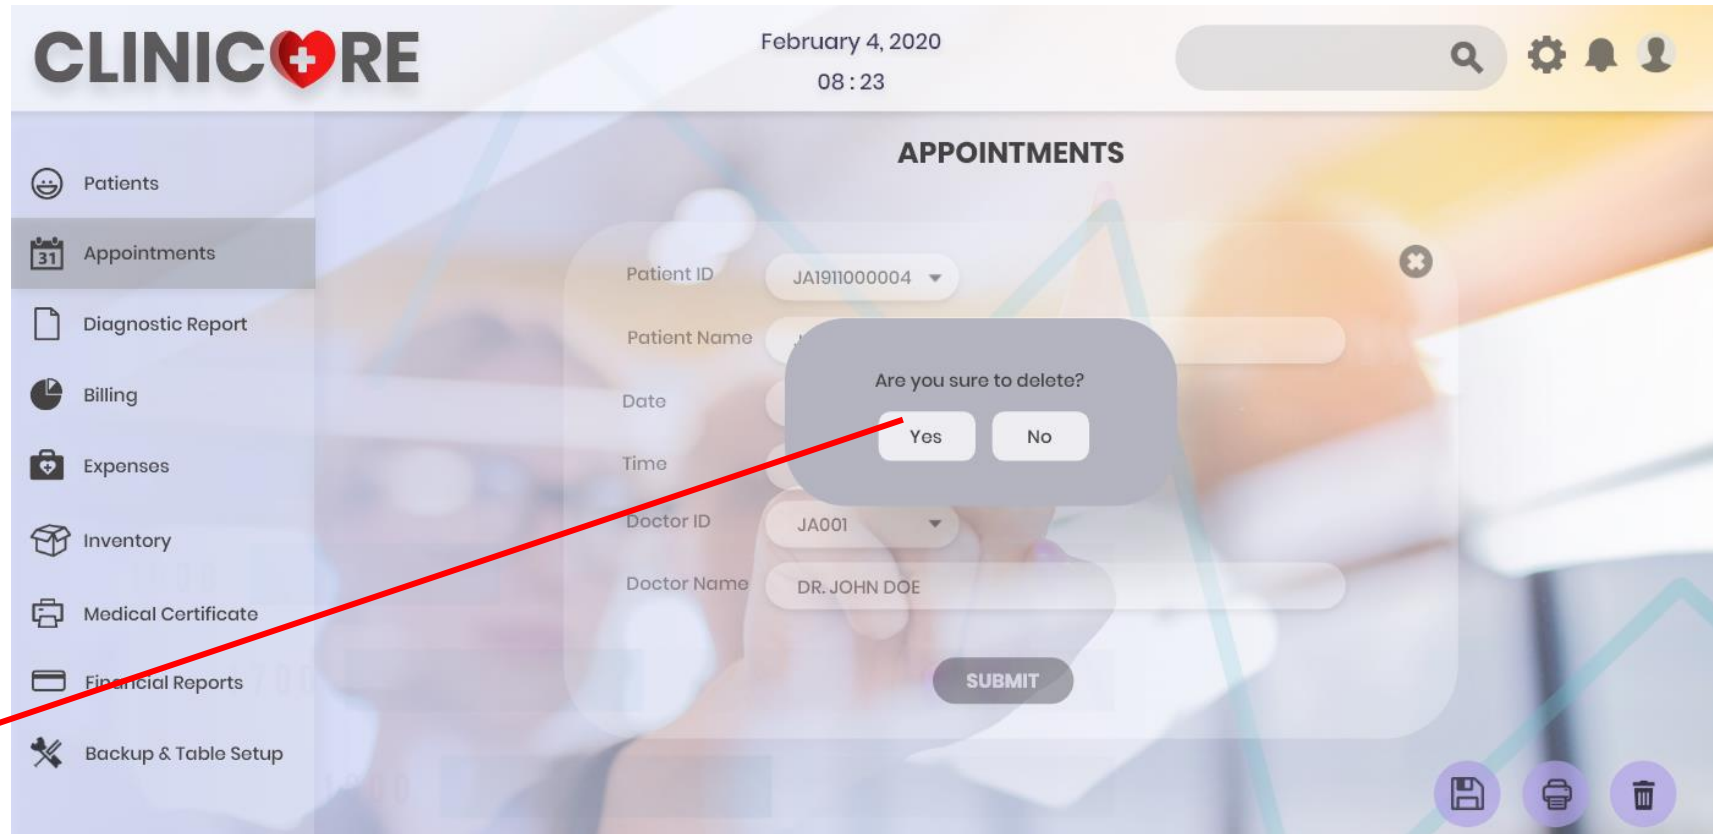 CLINICORE
February 4, 2020
08 : 23
Patients
31
Appointments
Diagnostic Report
Billing
Expenses
Inventory
Medical Certificate
Financial Reports
Backup & Table Setup
APPOINTMENTS
Patient ID JA1911000004
Patient Name
Date
Time
Doctor ID JA001
Doctor Name DR. JOHN DOE
SUBMIT
Are you sure to delete?
Yes No